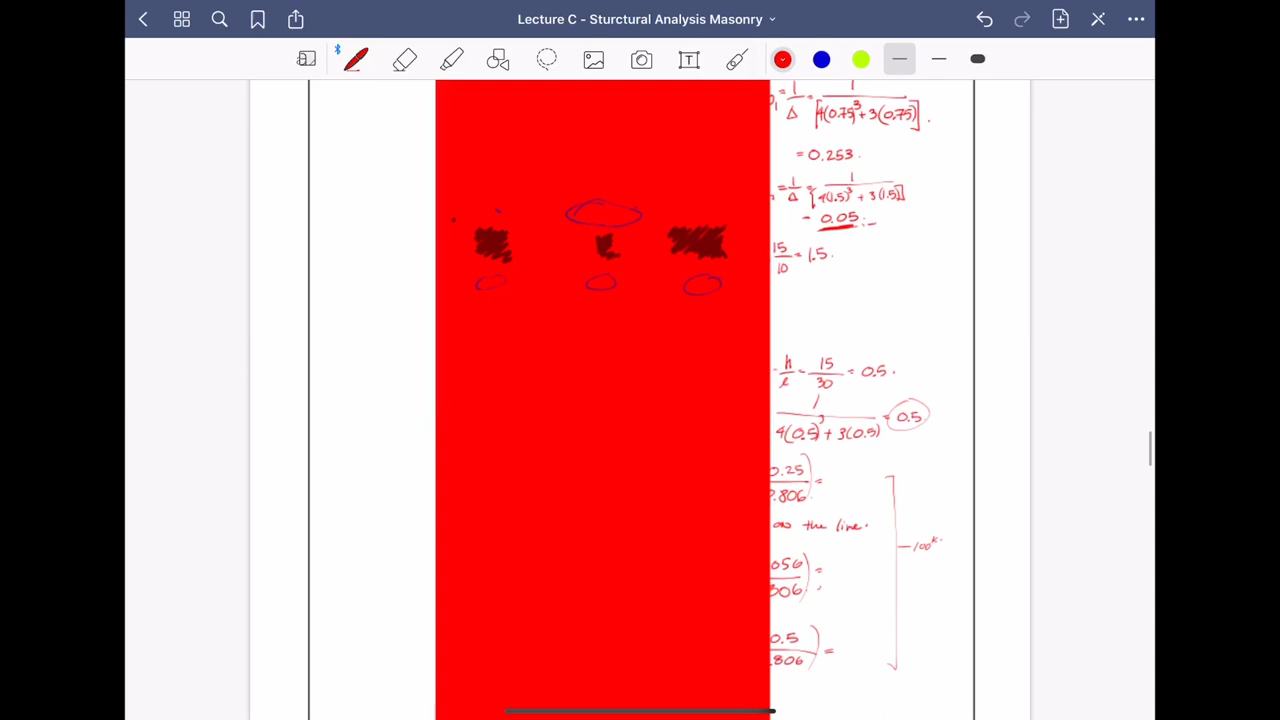 Lecture C - Sturctural Analysis Masonry
= 1/Δ = 1/[4(0.75)³+3(0.75)].
= 0.253.
= 1/Δ = 1/[4(1.5)³ + 3(1.5)]
- 0.05.
15/10 = 1.5.
h/l = 15/30 = 0.5.
1/4(0.5)³ + 3(0.5) = 0.5
0.25/0.806) =
on the line.
056/306) =
-100k.
0.5/.806) =